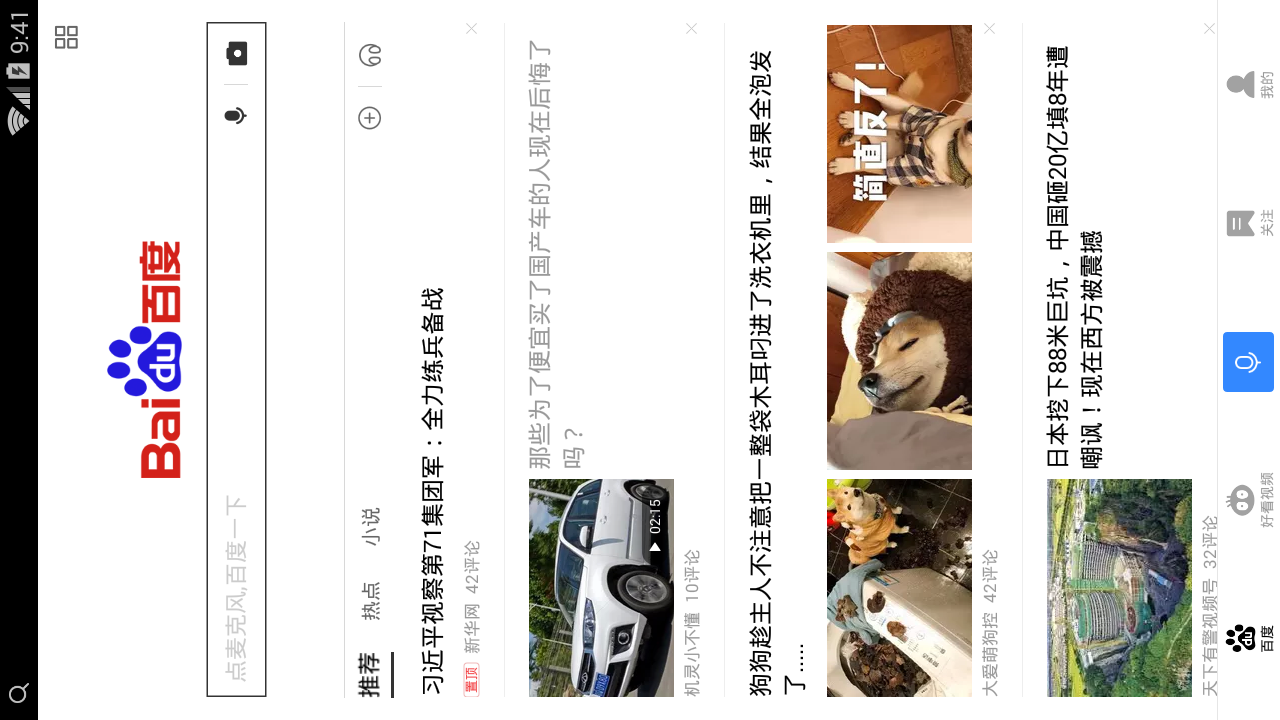 9:41
Bai du 百度
点麦克风,百度一下
推荐 热点 小说
习近平视察第71集团军：全力练兵备战
置顶 新华网 42评论
那些为了便宜买了国产车的人现在后悔了
吗？
02:15
机灵小不懂 10评论
狗狗趁主人不注意把一整袋木耳叼进了洗衣机里，结果全泡发
了……
简直反了！
大爱萌狗控 42评论
日本挖下88米巨坑，中国砸20亿填8年遭
嘲讽！现在西方被震撼
天下有警视频号 32评论
百度 好看视频 关注 我的